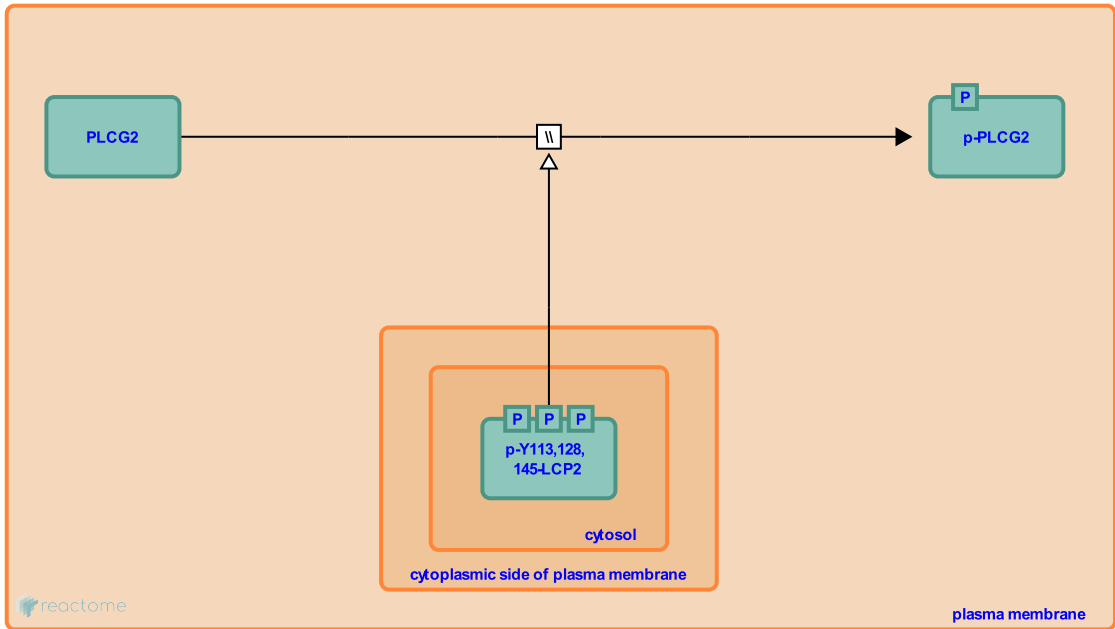 P
PLCG2
\\
p-PLCG2
P P P
p-Y113,128,
145-LCP2
cytosol
cytoplasmic side of plasma membrane
reactome
plasma membrane